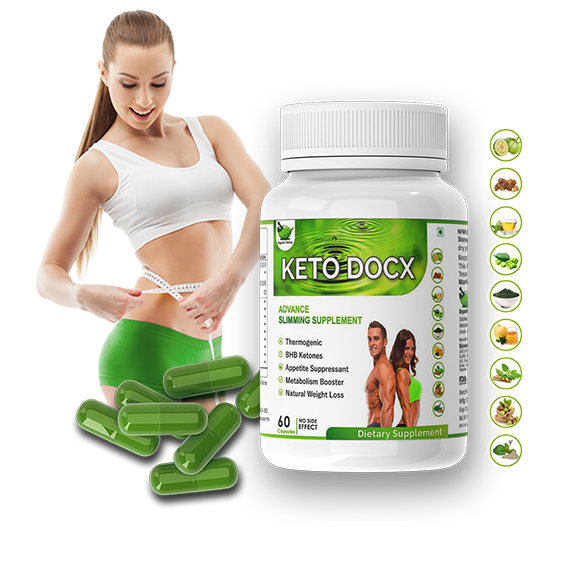 KETO DOCX
ADVANCE
SLIMMING SUPPLEMENT
Thermogenic
BHB Ketones
Appetite Suppressant
Metabolism Booster
Natural Weight Loss
60
Capsules
NO SIDE
EFFECT
Dietary Supplement